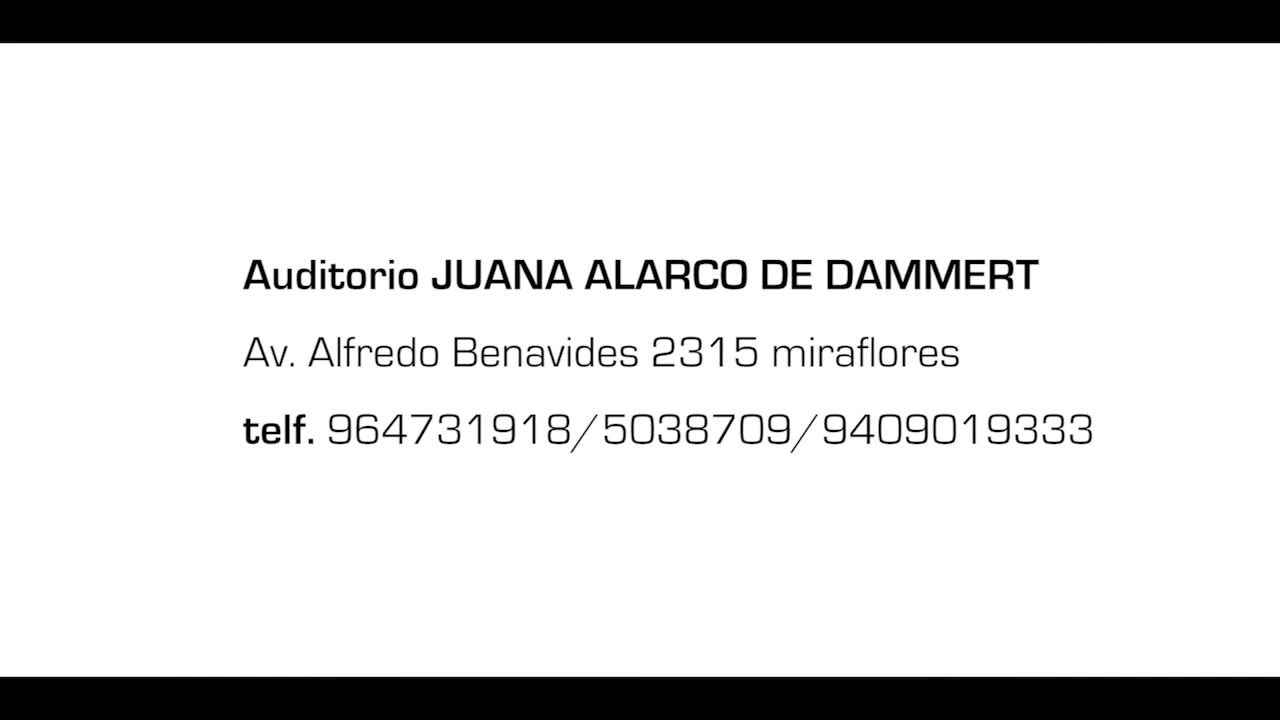 Auditorio JUANA ALARCO DE DAMMERT
Av. Alfredo Benavides 2315 miraflores
telf. 964731918/5038709/9409019333